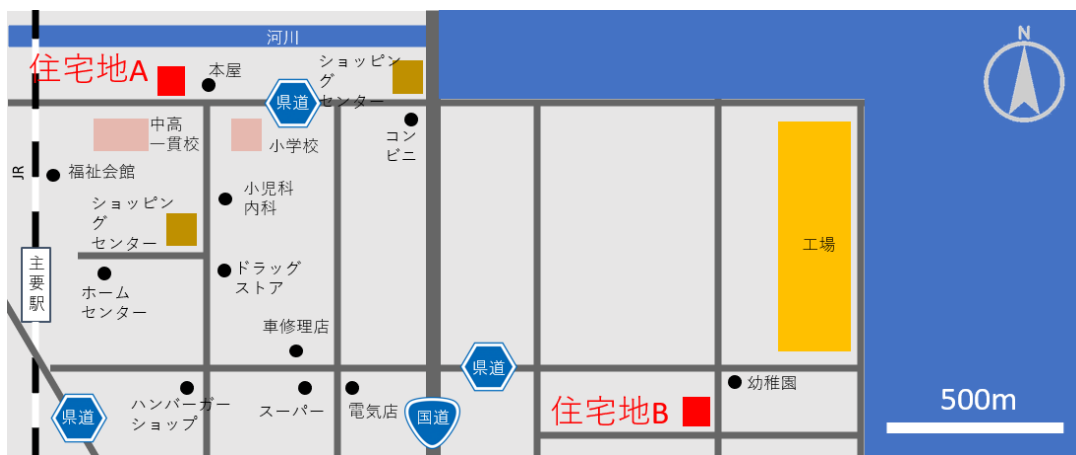 河川
N
住宅地A
本屋
ショッピン
グ
センター
県道
中高
一貫校
小学校
コン
ビニ
JR
福祉会館
小児科
内科
ショッピン
グ
センター
工場
主
要
駅
ホーム
センター
ドラッグ
ストア
車修理店
県道
幼稚園
県道
ハンバーガー
ショップ
スーパー
電気店
国道
住宅地B
500m